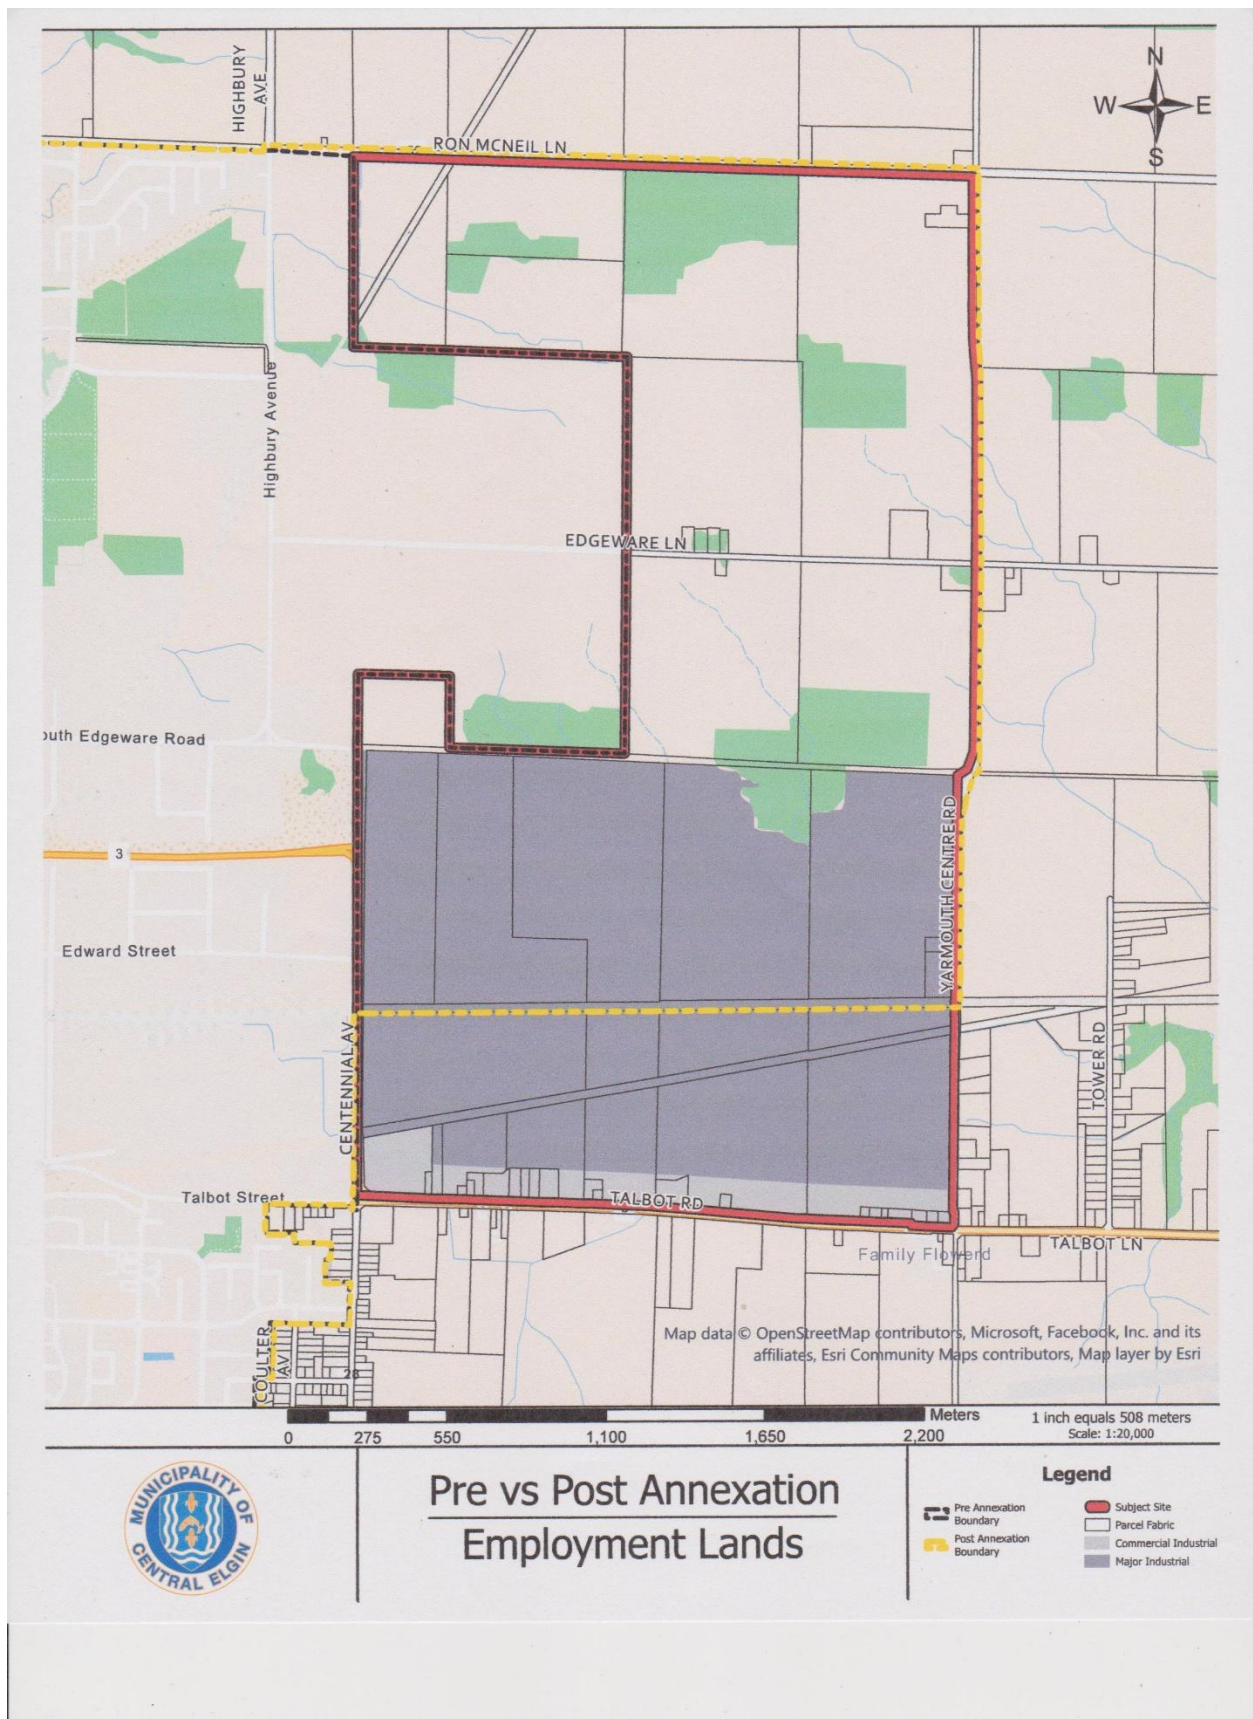 HIGHBURY
AVE
N
W E
S
RON MCNEIL LN
Highbury Avenue
EDGEWARE LN
outh Edgeware Road
3
YARMOUTH CENTRE RD
Edward Street
CENTENNIAL AV
TOWER RD
Talbot Street
TALBOT RD
TALBOT LN
Family Flowerd
COULTER
AV
28
Map data © OpenStreetMap contributors, Microsoft, Facebook, Inc. and its
affiliates, Esri Community Maps contributors, Map layer by Esri
Meters
0 275 550 1,100 1,650 2,200
1 inch equals 508 meters
Scale: 1:20,000
MUNICIPALITY OF
CENTRAL ELGIN
Pre vs Post Annexation
Employment Lands
Legend
Pre Annexation
Boundary
Post Annexation
Boundary
Subject Site
Parcel Fabric
Commercial Industrial
Major Industrial